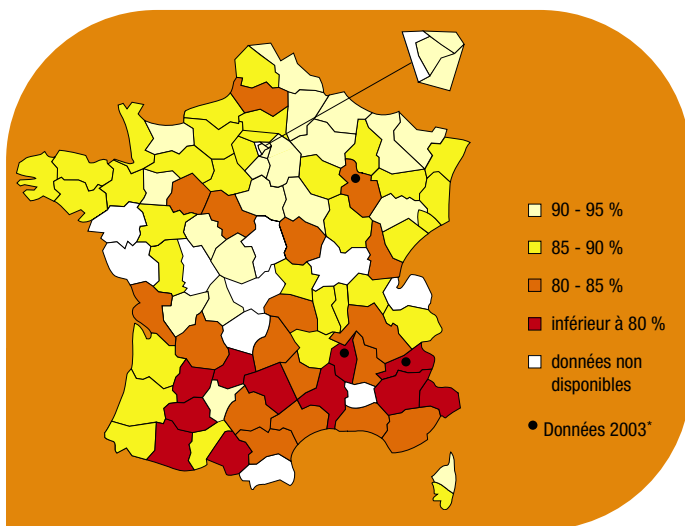 90 - 95 %
85 - 90 %
80 - 85 %
inférieur à 80 %
données non
disponibles
Données 2003*